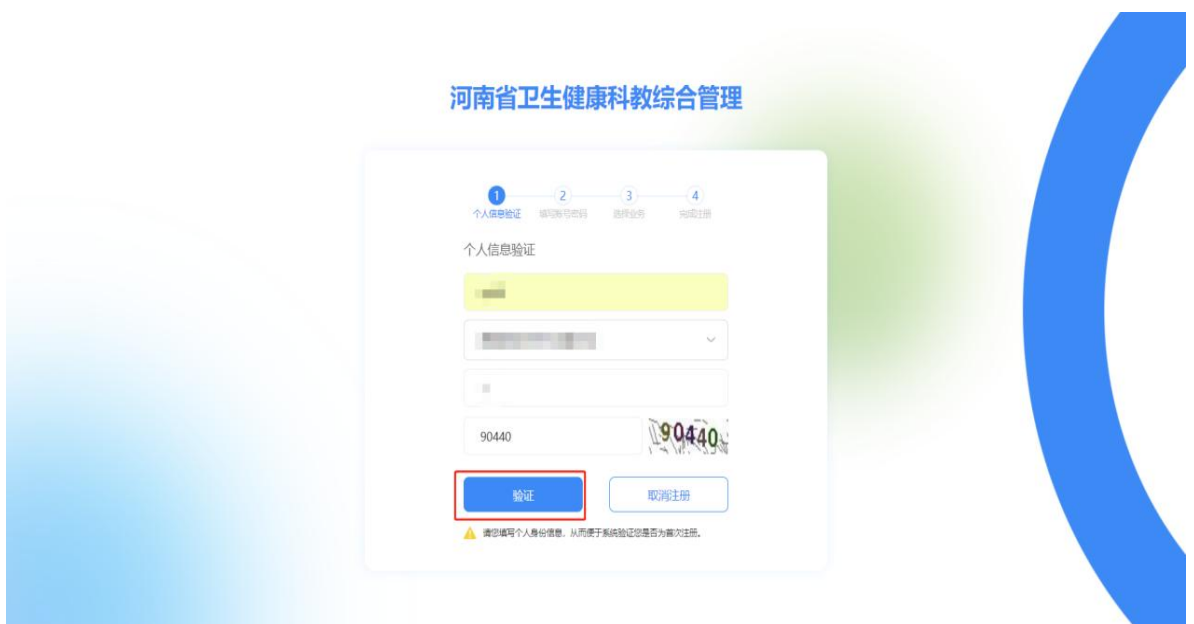 河南省卫生健康科教综合管理
1 2 3 4
个人信息验证 填写账号密码 选择业务 完成注册
个人信息验证
90440 90440
验证 取消注册
请您填写个人身份信息，从而便于系统验证您是否为首次注册。